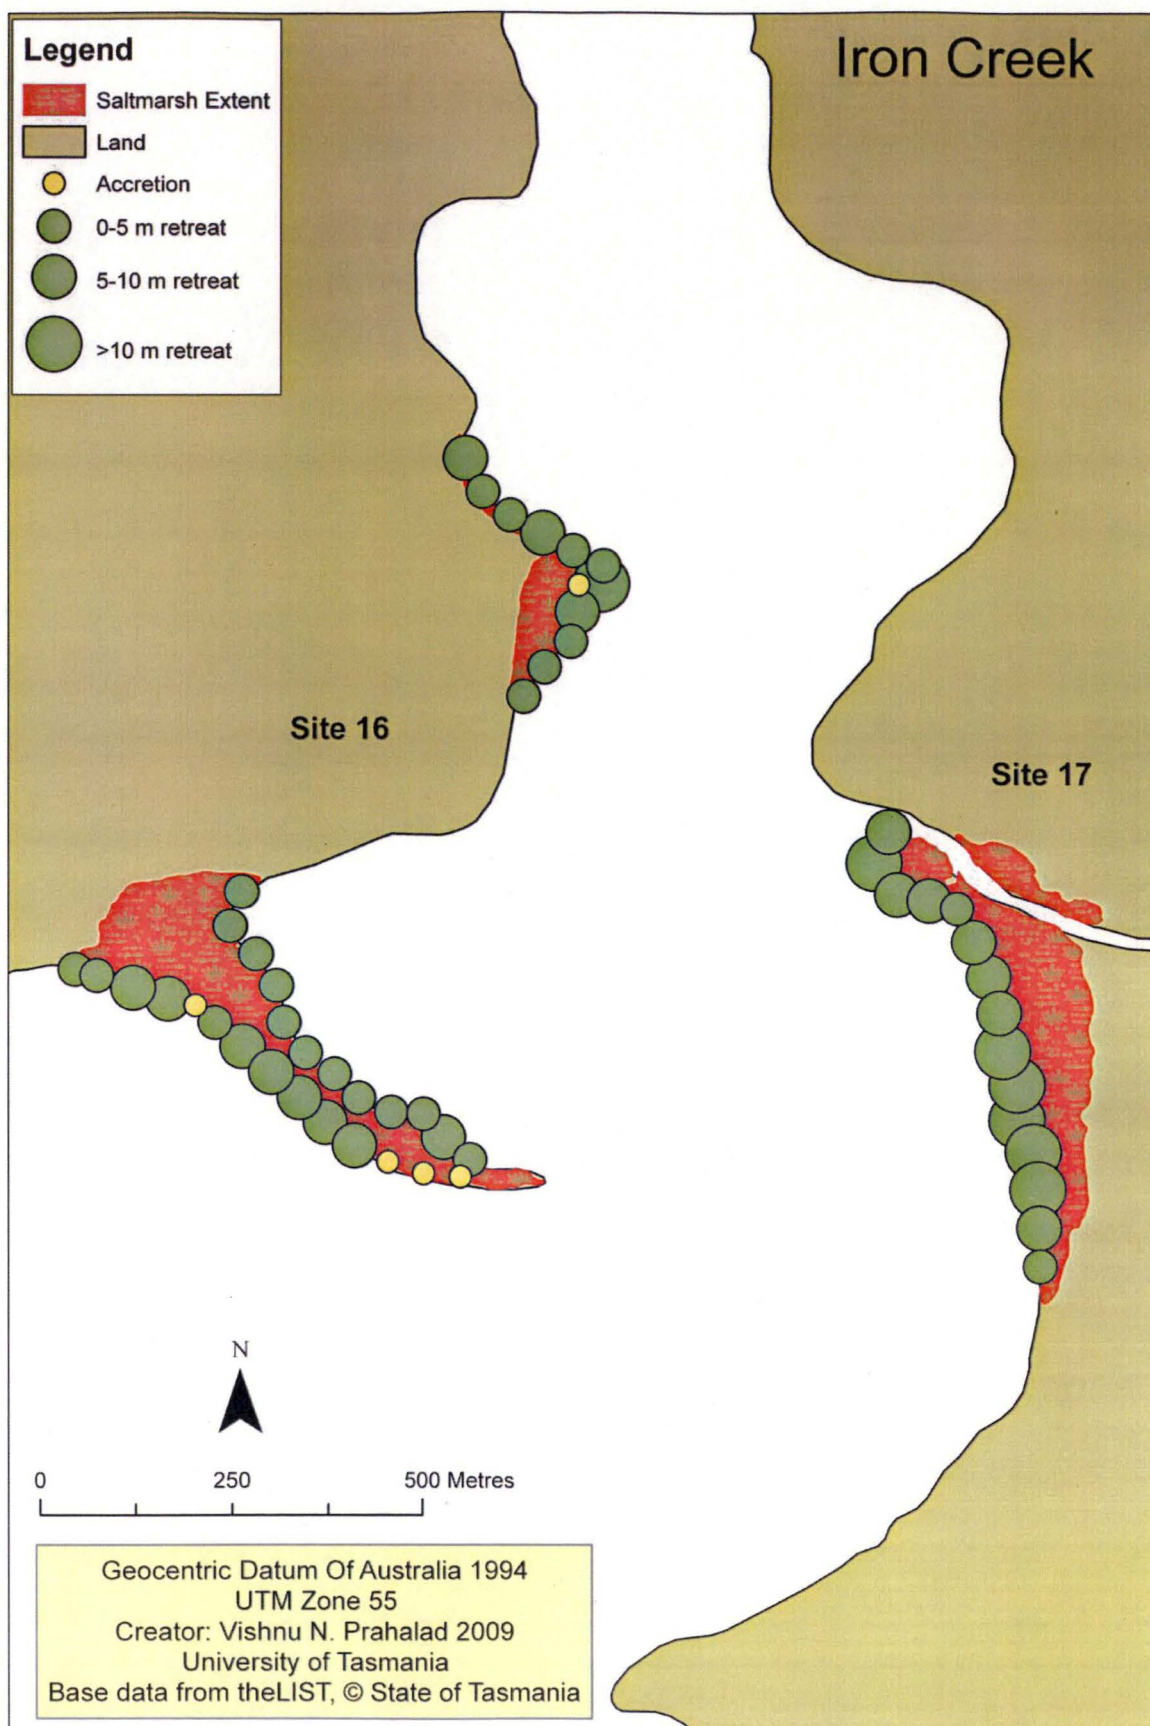 Iron Creek
Legend
Saltmarsh Extent
Land
Accretion
0-5 m retreat
5-10 m retreat
>10 m retreat
Site 16
Site 17
N
0 250 500 Metres
Geocentric Datum Of Australia 1994
UTM Zone 55
Creator: Vishnu N. Prahalad 2009
University of Tasmania
Base data from theLIST, © State of Tasmania